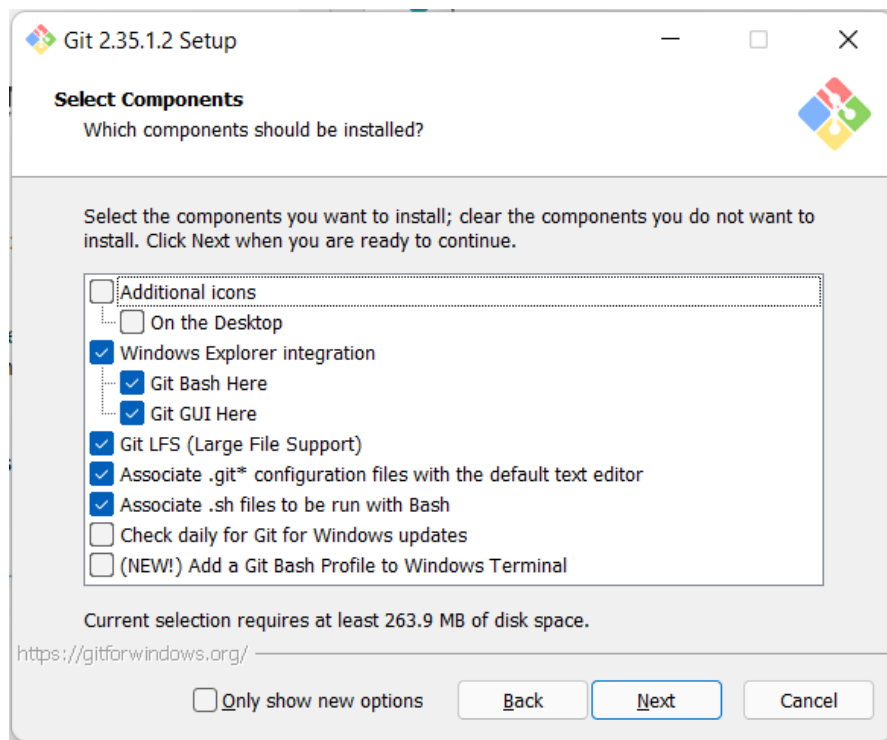 Git 2.35.1.2 Setup
Select Components
Which components should be installed?
Select the components you want to install; clear the components you do not want to
install. Click Next when you are ready to continue.
Additional icons
On the Desktop
Windows Explorer integration
Git Bash Here
Git GUI Here
Git LFS (Large File Support)
Associate .git* configuration files with the default text editor
Associate .sh files to be run with Bash
Check daily for Git for Windows updates
(NEW!) Add a Git Bash Profile to Windows Terminal
Current selection requires at least 263.9 MB of disk space.
https://gitforwindows.org/
Only show new options Back Next Cancel